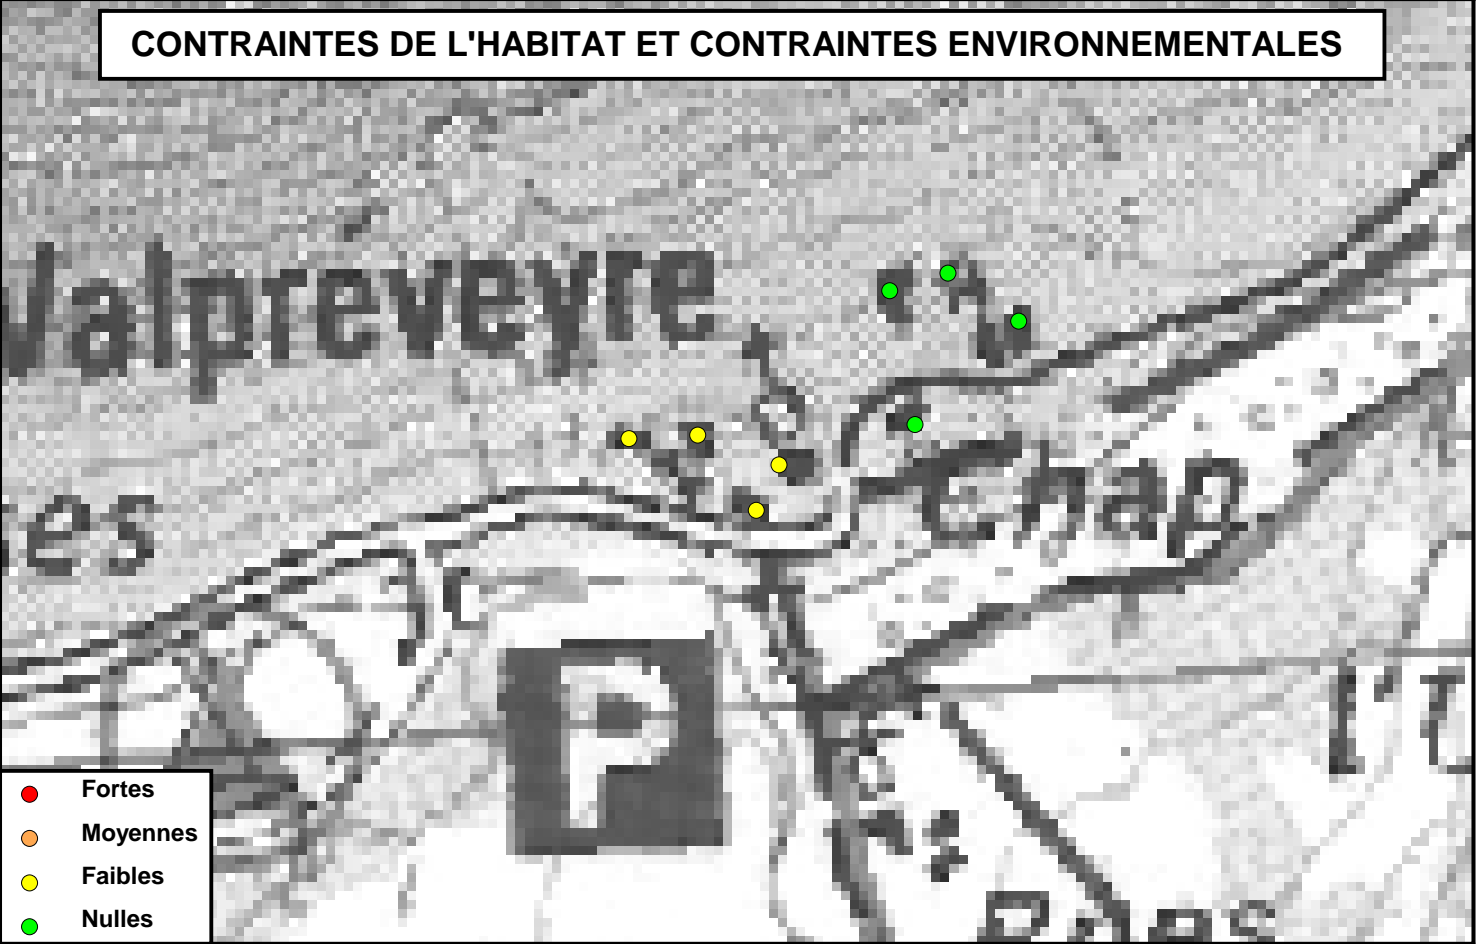 CONTRAINTES DE L'HABITAT ET CONTRAINTES ENVIRONNEMENTALES
Valpreveyre
es
Chap
P
Fortes
Moyennes
Faibles
Nulles